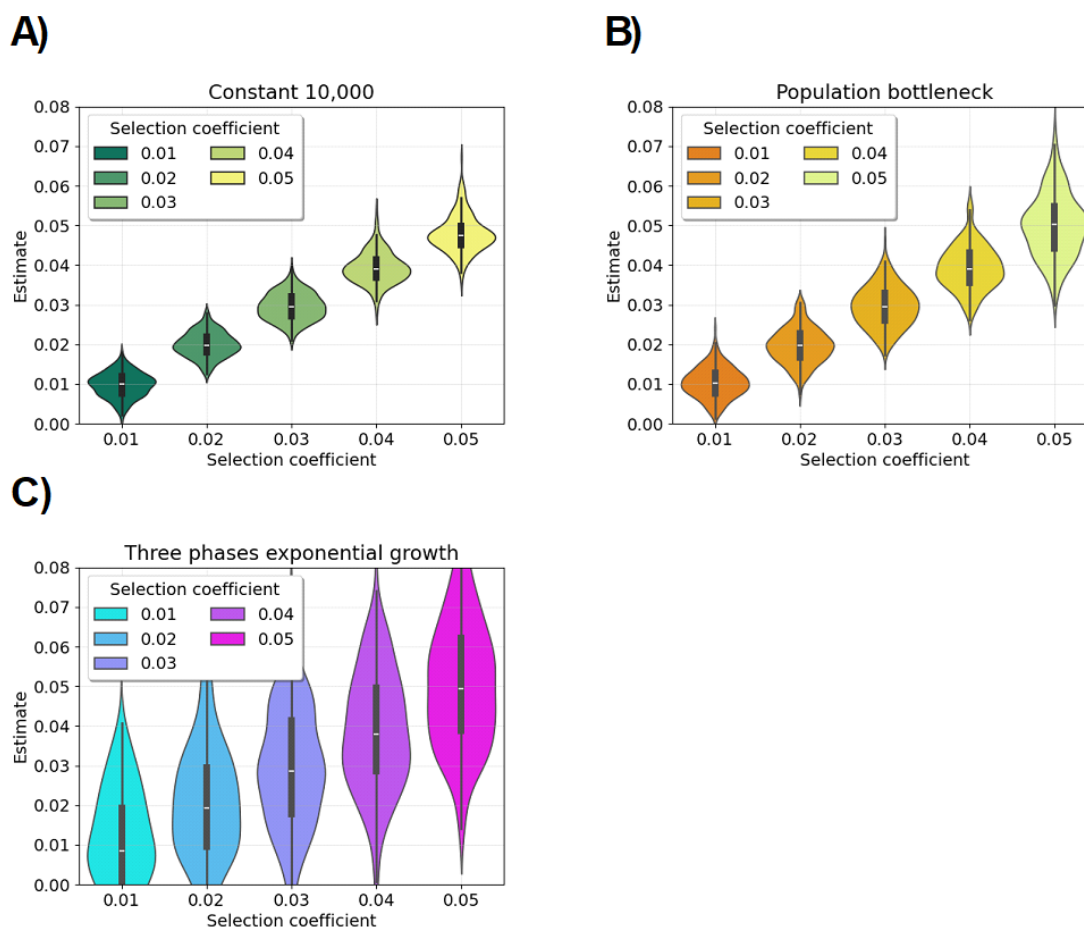 A)
Constant 10,000
Selection coefficient
0.01 0.04
0.02 0.05
0.03
0.08
0.07
0.06
0.05
0.04
0.03
0.02
0.01
0.00
Estimate
0.01 0.02 0.03 0.04 0.05
Selection coefficient
B)
Population bottleneck
Selection coefficient
0.01 0.04
0.02 0.05
0.03
0.08
0.07
0.06
0.05
0.04
0.03
0.02
0.01
0.00
Estimate
0.01 0.02 0.03 0.04 0.05
Selection coefficient
C)
Three phases exponential growth
Selection coefficient
0.01 0.04
0.02 0.05
0.03
0.08
0.07
0.06
0.05
0.04
0.03
0.02
0.01
0.00
Estimate
0.01 0.02 0.03 0.04 0.05
Selection coefficient